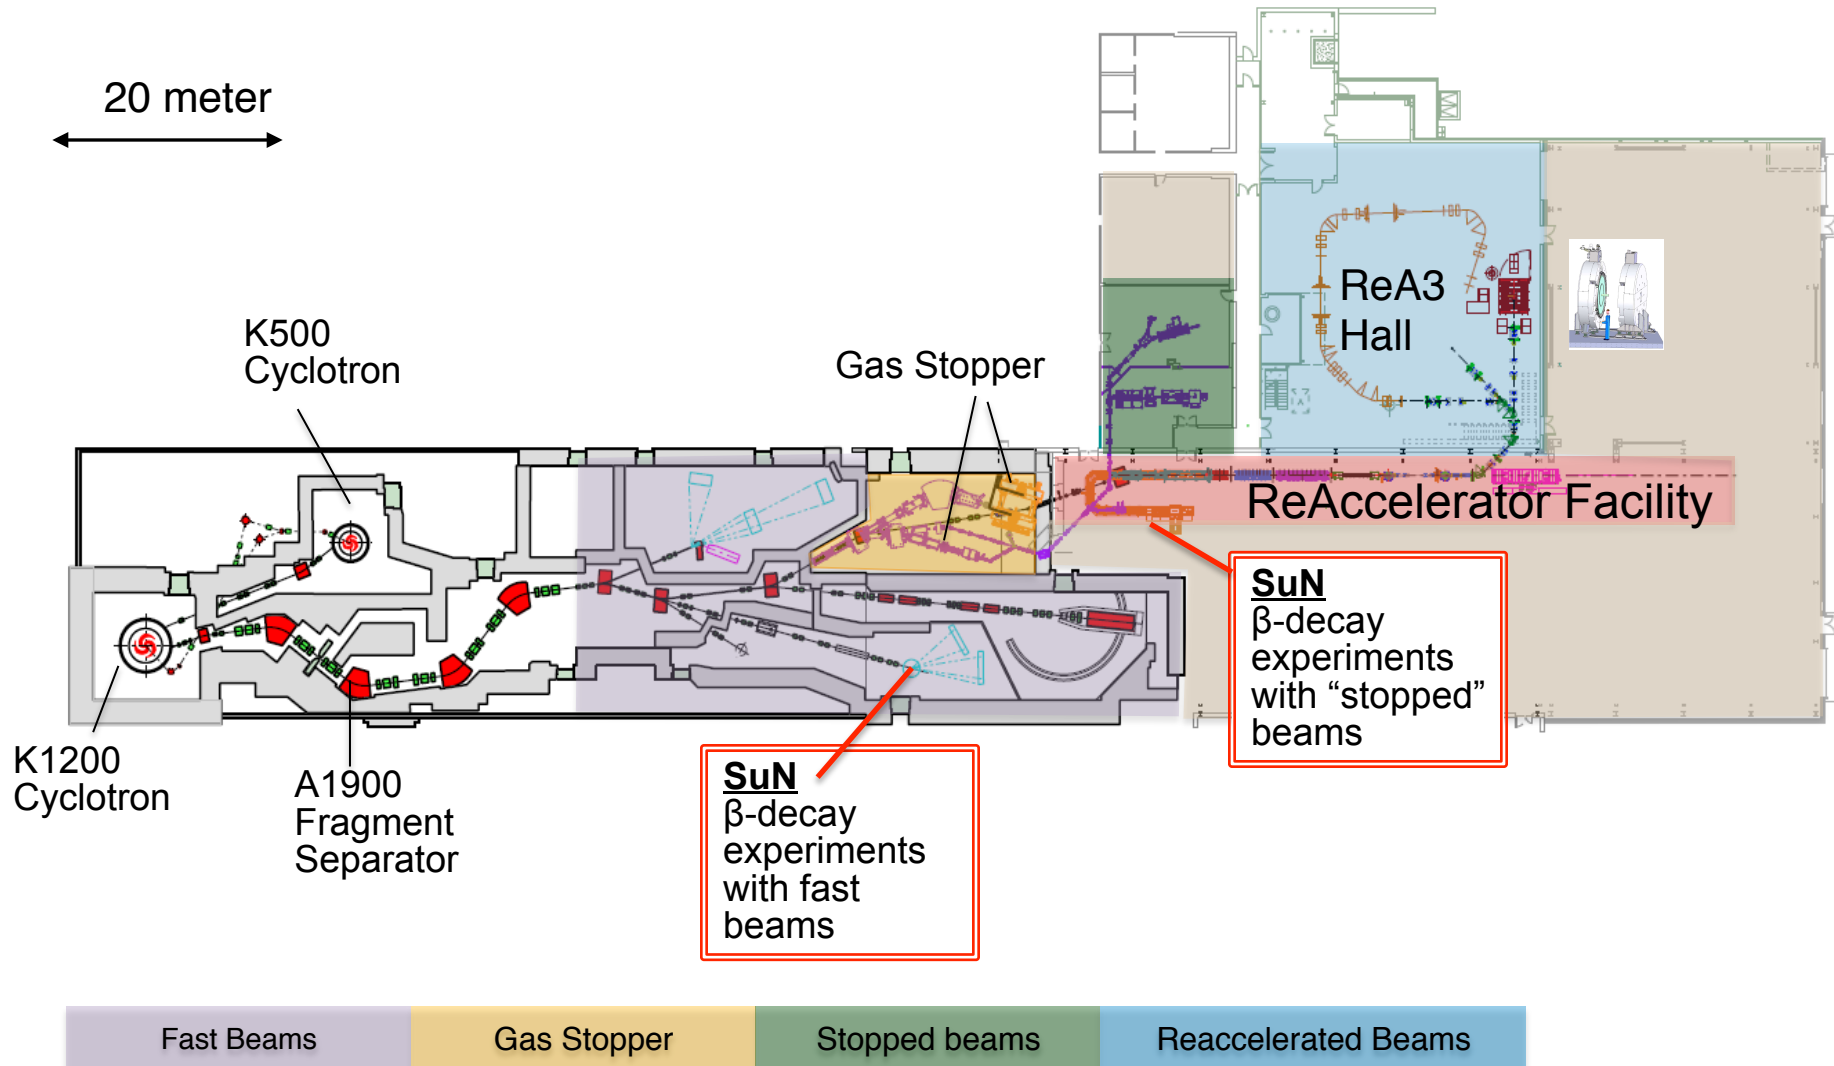 20 meter
K500
Cyclotron
Gas Stopper
ReA3
Hall
ReAccelerator Facility
SuN
β-decay
experiments
with “stopped”
beams
K1200
Cyclotron
A1900
Fragment
Separator
SuN
β-decay
experiments
with fast
beams
Fast Beams
Gas Stopper
Stopped beams
Reaccelerated Beams